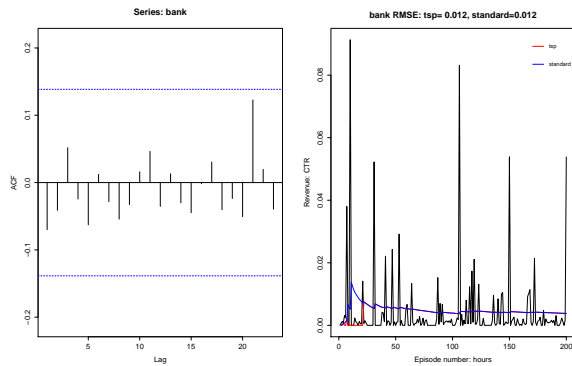 Series: bank
ACF
0.2
0.1
0.0
-0.1
-0.2
5
10
15
20
Lag
bank RMSE: tsp= 0.012, standard=0.012
Revenue: CTR
0.08
0.06
0.04
0.02
0.00
tsp
standard
0
50
100
150
200
Episode number: hours